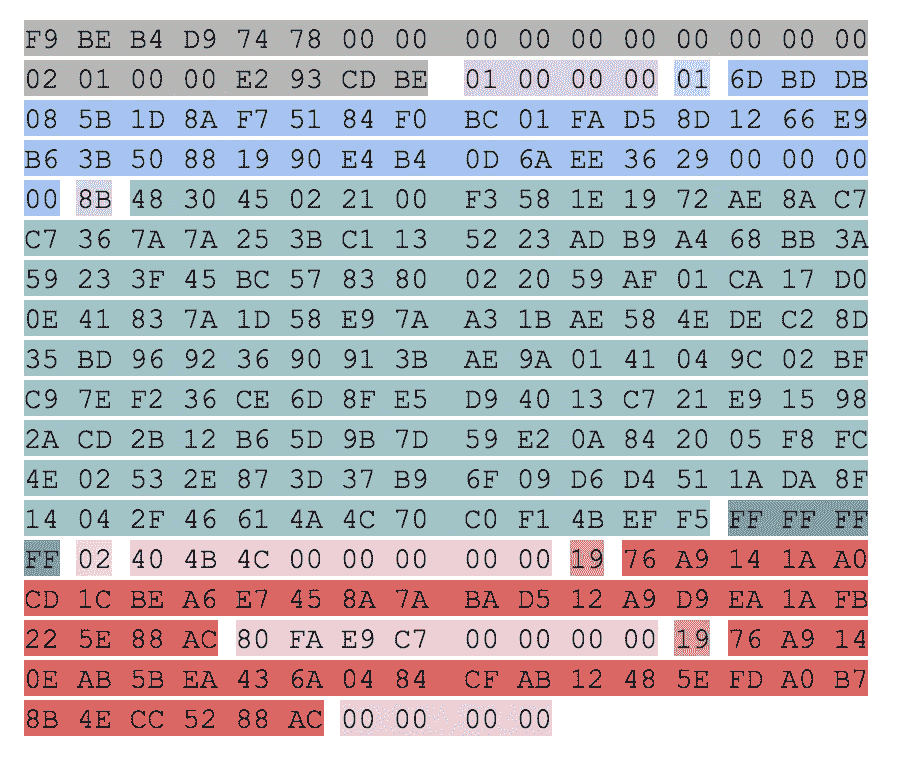 F9 BE B4 D9 74 78 00 00 00 00 00 00 00 00 00 00
02 01 00 00 E2 93 CD BE 01 00 00 00 01 6D BD DB
08 5B 1D 8A F7 51 84 F0 BC 01 FA D5 8D 12 66 E9
B6 3B 50 88 19 90 E4 B4 0D 6A EE 36 29 00 00 00
00 8B 48 30 45 02 21 00 F3 58 1E 19 72 AE 8A C7
C7 36 7A 7A 25 3B C1 13 52 23 AD B9 A4 68 BB 3A
59 23 3F 45 BC 57 83 80 02 20 59 AF 01 CA 17 D0
0E 41 83 7A 1D 58 E9 7A A3 1B AE 58 4E DE C2 8D
35 BD 96 92 36 90 91 3B AE 9A 01 41 04 9C 02 BF
C9 7E F2 36 CE 6D 8F E5 D9 40 13 C7 21 E9 15 98
2A CD 2B 12 B6 5D 9B 7D 59 E2 0A 84 20 05 F8 FC
4E 02 53 2E 87 3D 37 B9 6F 09 D6 D4 51 1A DA 8F
14 04 2F 46 61 4A 4C 70 C0 F1 4B EF F5 FF FF FF
FF 02 40 4B 4C 00 00 00 00 00 19 76 A9 14 1A A0
CD 1C BE A6 E7 45 8A 7A BA D5 12 A9 D9 EA 1A FB
22 5E 88 AC 80 FA E9 C7 00 00 00 00 19 76 A9 14
0E AB 5B EA 43 6A 04 84 CF AB 12 48 5E FD A0 B7
8B 4E CC 52 88 AC 00 00 00 00